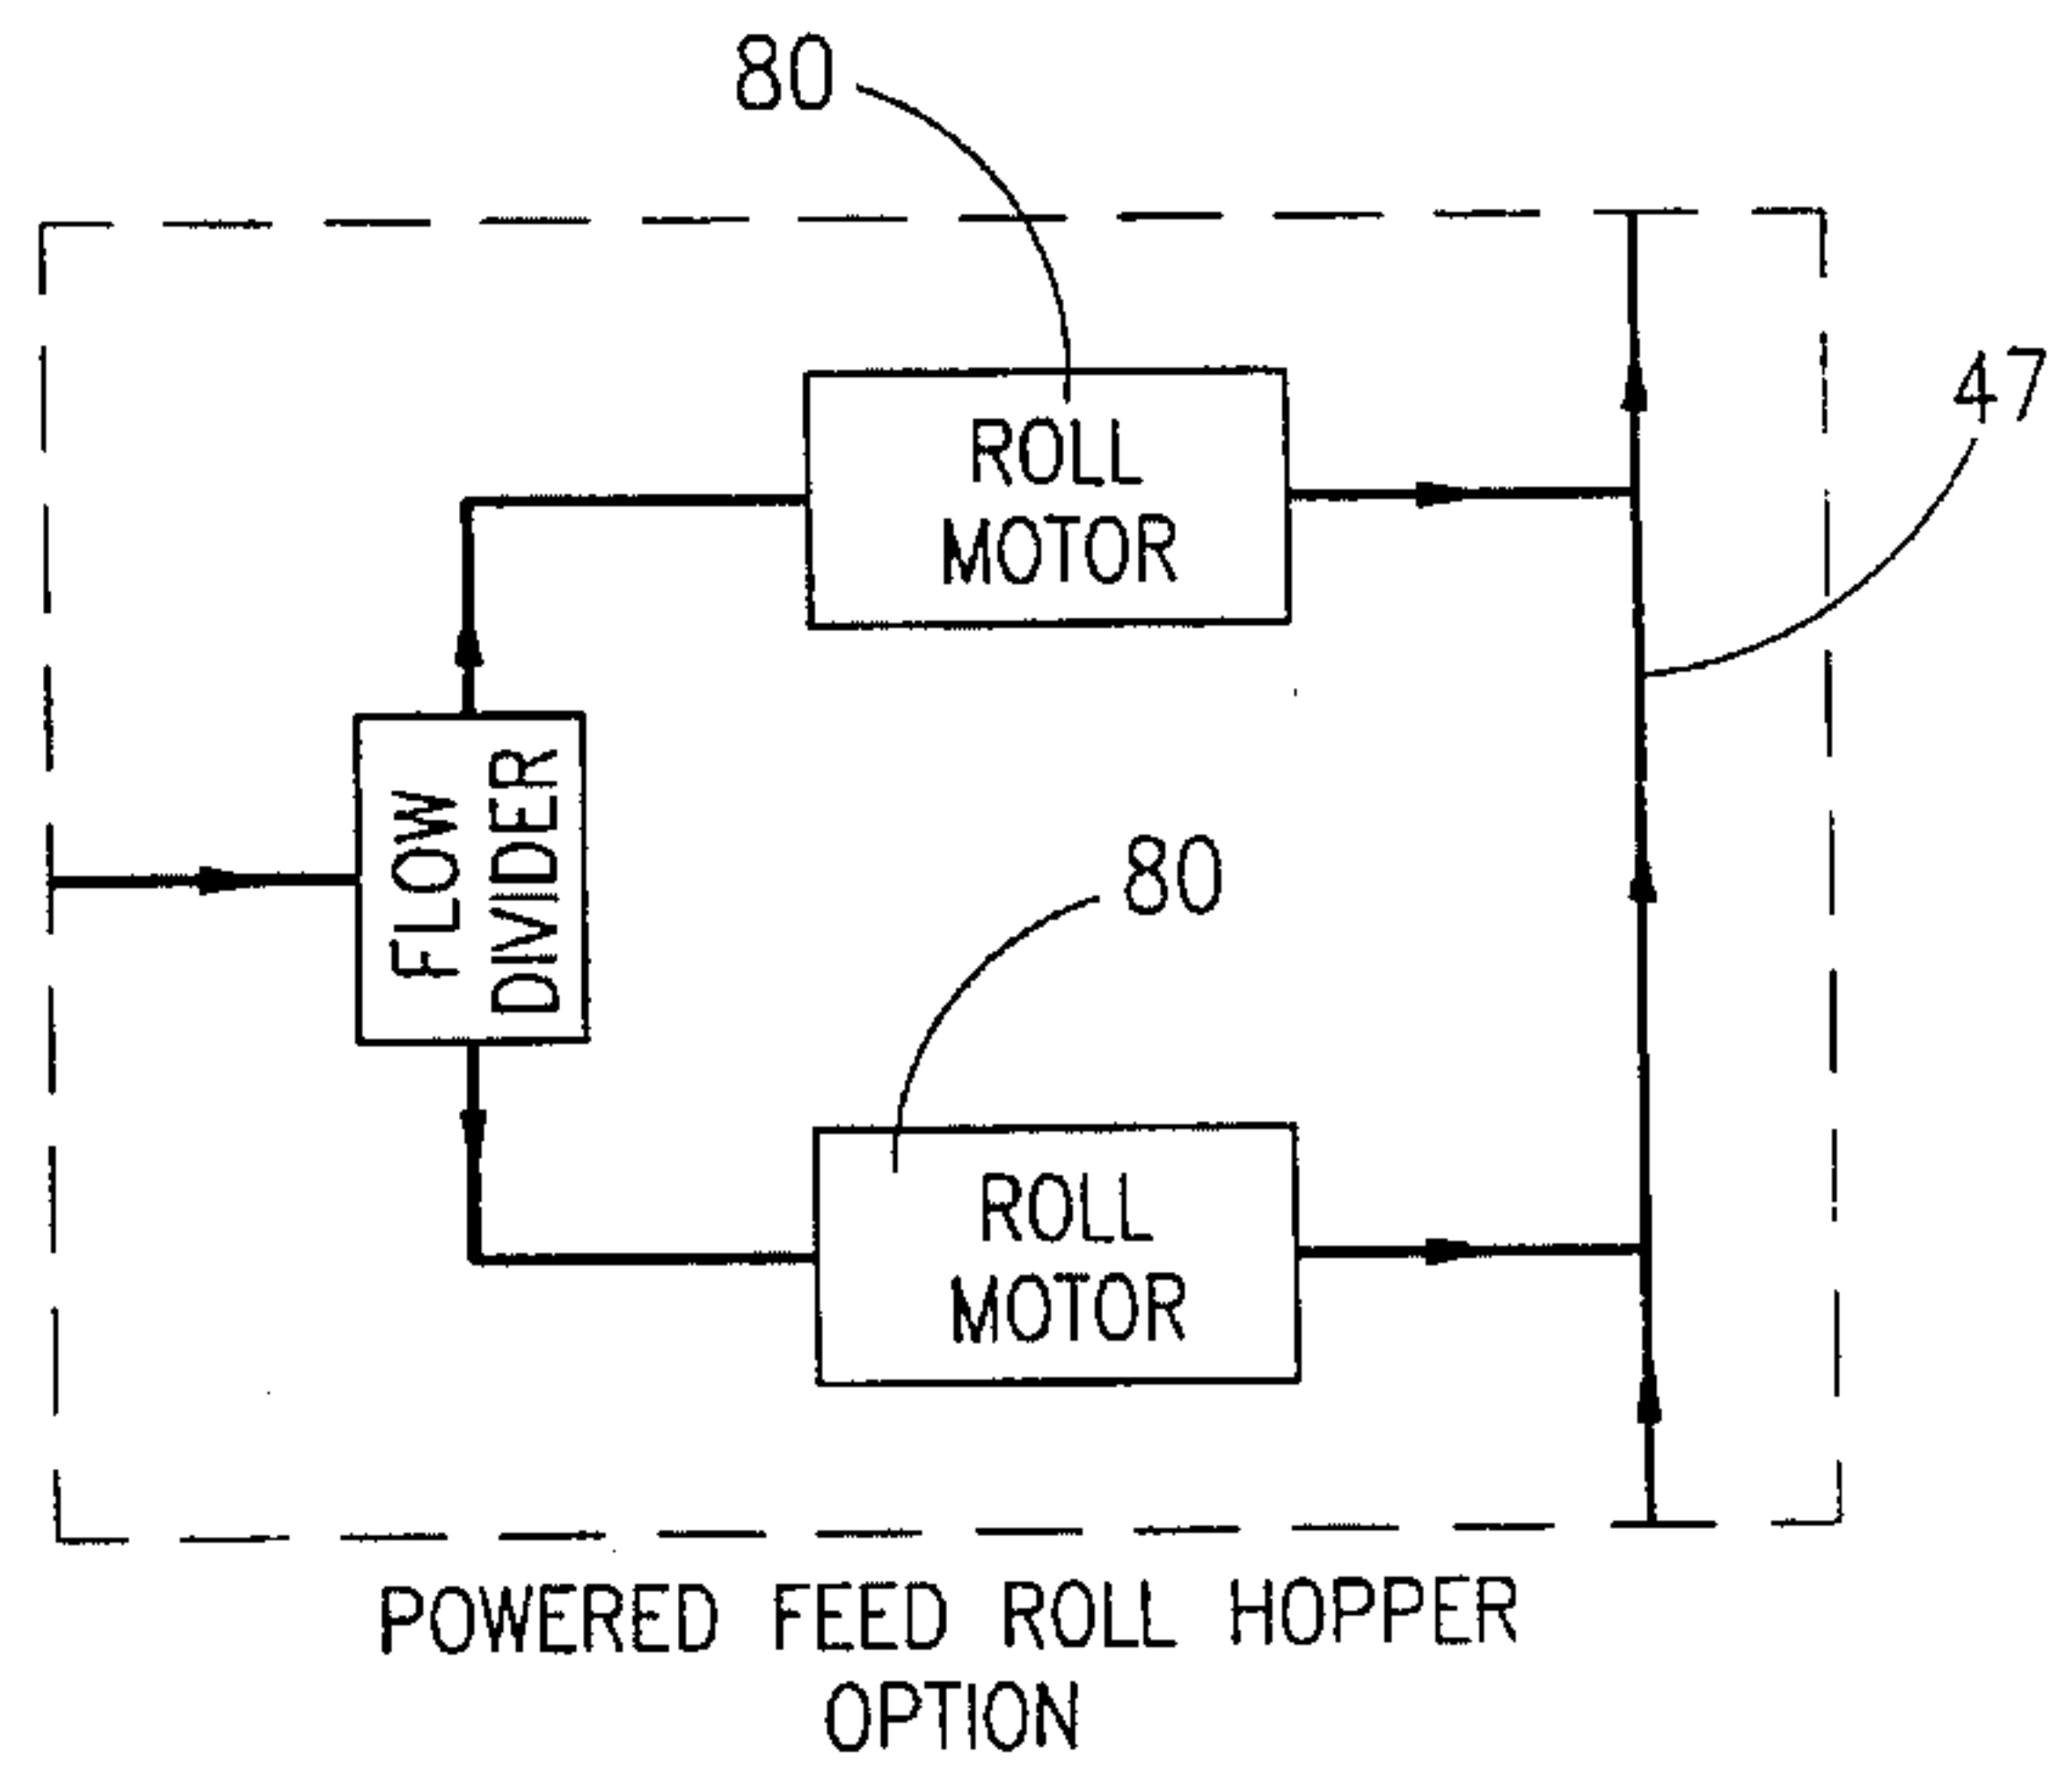 80
47
ROLL
MOTOR
FLOW
DIVIDER
80
ROLL
MOTOR
POWERED FEED ROLL HOPPER
OPTION